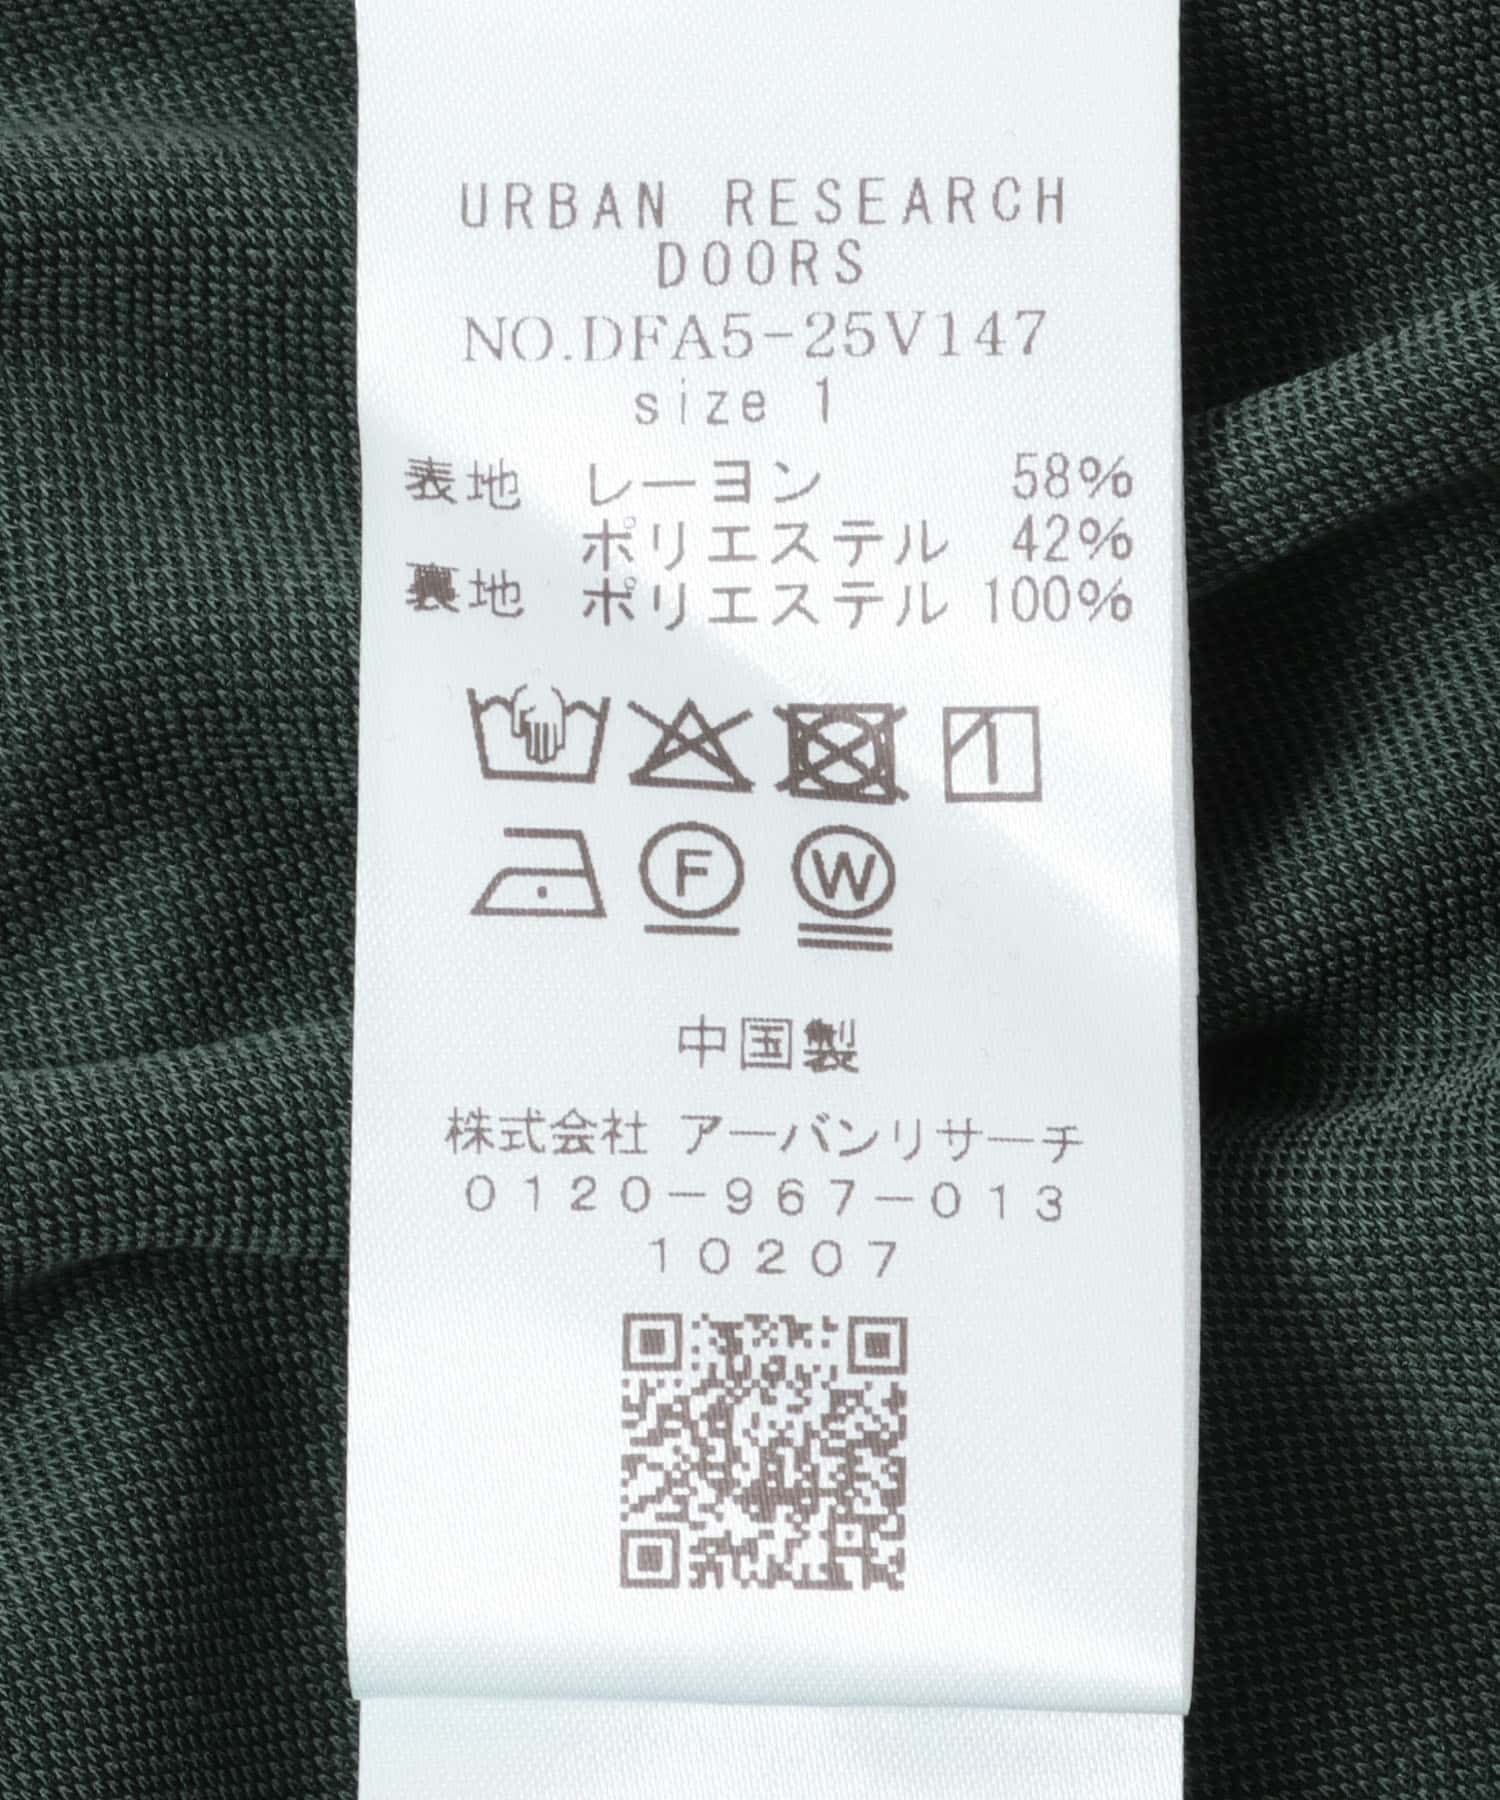 URBAN RESEARCH
DOORS
NO.DFA5-25V147
size 1
表地 レーヨン 58%
ポリエステル 42%
裏地 ポリエステル 100%
F W
中国製
株式会社 アーバンリサーチ
0120-967-013
10207